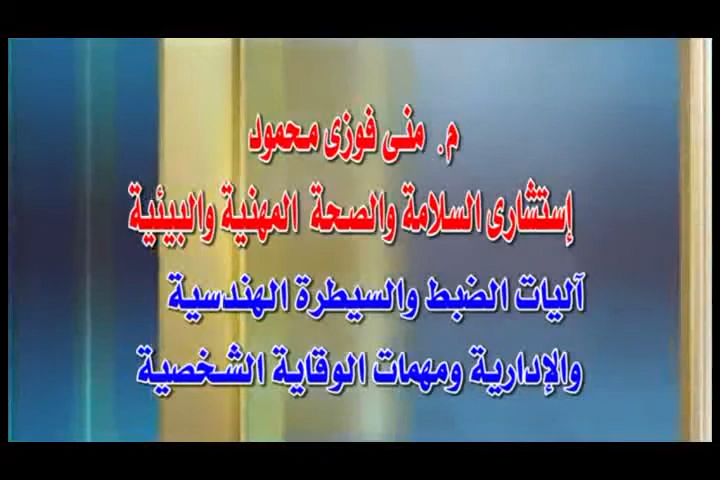 م. منى فوزى محمود
إستشارى السلامة والصحة المهنية والبيئية
آليات الضبط والسيطرة الهندسية
والإدارية ومهمات الوقاية الشخصية